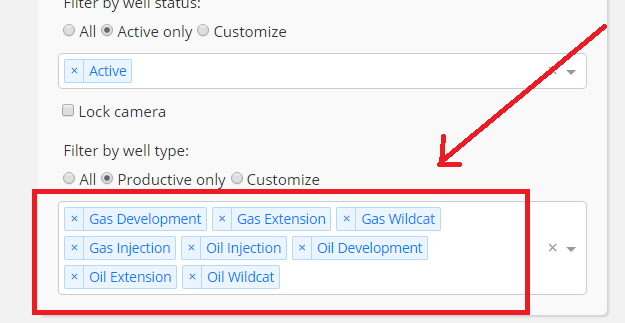 Filter by well status:
All Active only Customize
× Active × 
Lock camera
Filter by well type:
All Productive only Customize
× Gas Development × Gas Extension × Gas Wildcat
× Gas Injection × Oil Injection × Oil Development ×
× Oil Extension × Oil Wildcat